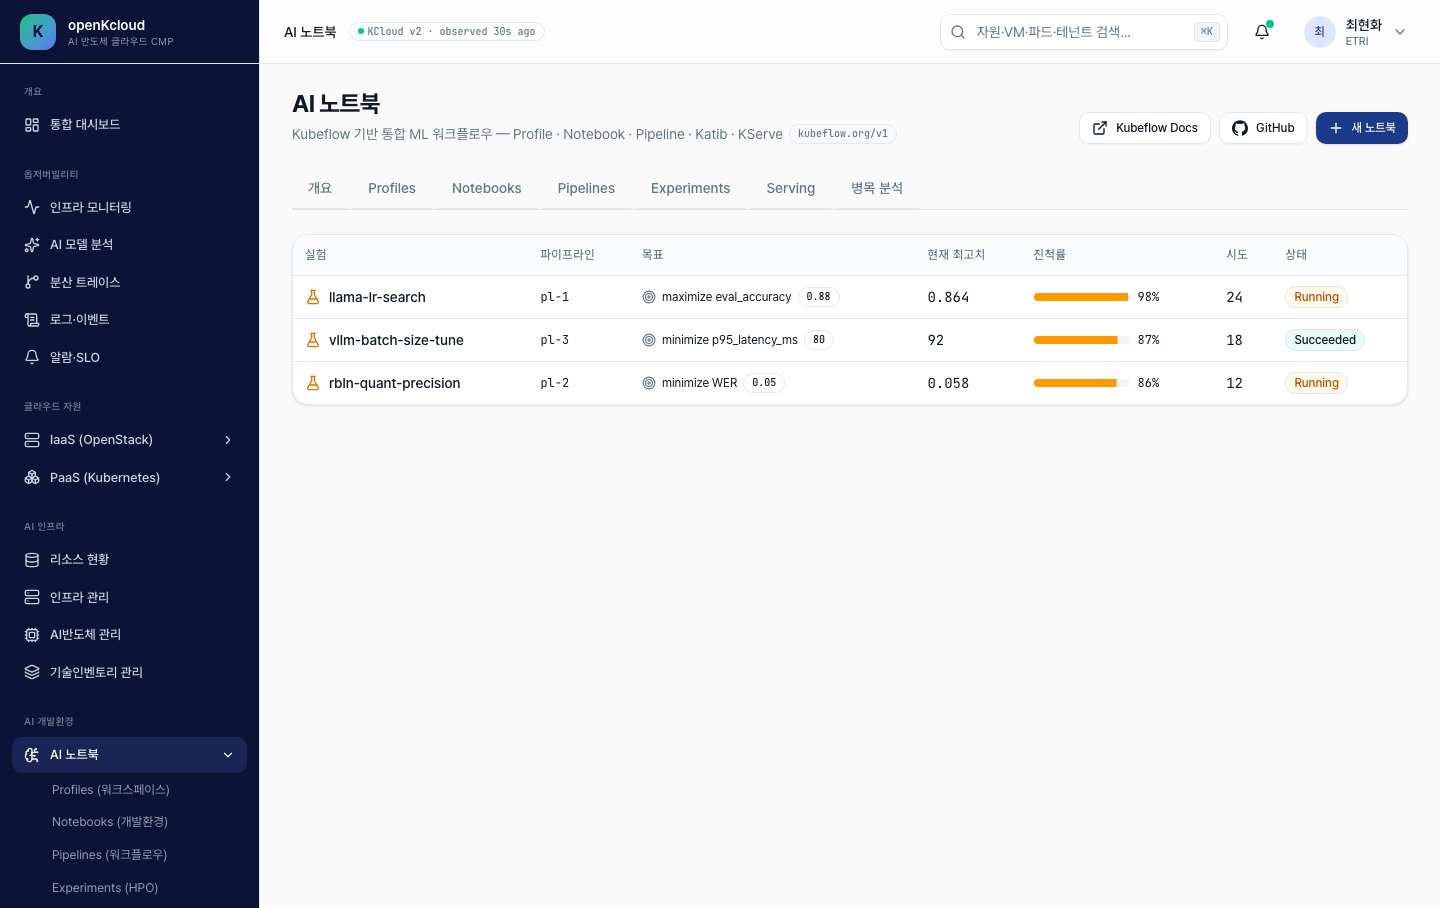 K
openKcloud
AI 반도체 클라우드 CMP
개요
통합 대시보드
옵저버빌리티
인프라 모니터링
AI 모델 분석
분산 트레이스
로그·이벤트
알람·SLO
클라우드 자원
IaaS (OpenStack)
PaaS (Kubernetes)
AI 인프라
리소스 현황
인프라 관리
AI반도체 관리
기술인벤토리 관리
AI 개발환경
AI 노트북
Profiles (워크스페이스)
Notebooks (개발환경)
Pipelines (워크플로우)
Experiments (HPO)
AI 노트북
KCloud v2 · observed 30s ago
자원·VM·파드·테넌트 검색...
⌘K
최
최현화
ETRI
AI 노트북
Kubeflow 기반 통합 ML 워크플로우 — Profile · Notebook · Pipeline · Katib · KServe
kubeflow.org/v1
Kubeflow Docs
GitHub
새 노트북
개요 Profiles Notebooks Pipelines Experiments Serving 병목 분석
실험 파이프라인 목표 현재 최고치 진척률 시도 상태
llama-lr-search pl-1 maximize eval_accuracy 0.88 0.864 98% 24 Running
vllm-batch-size-tune pl-3 minimize p95_latency_ms 80 92 87% 18 Succeeded
rbln-quant-precision pl-2 minimize WER 0.05 0.058 86% 12 Running